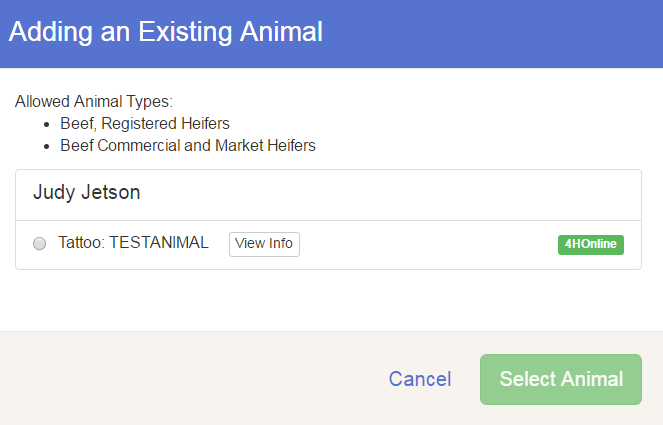 Adding an Existing Animal
Allowed Animal Types:
• Beef, Registered Heifers
• Beef Commercial and Market Heifers
Judy Jetson
Tattoo: TESTANIMAL View Info 4HOnline
Cancel Select Animal